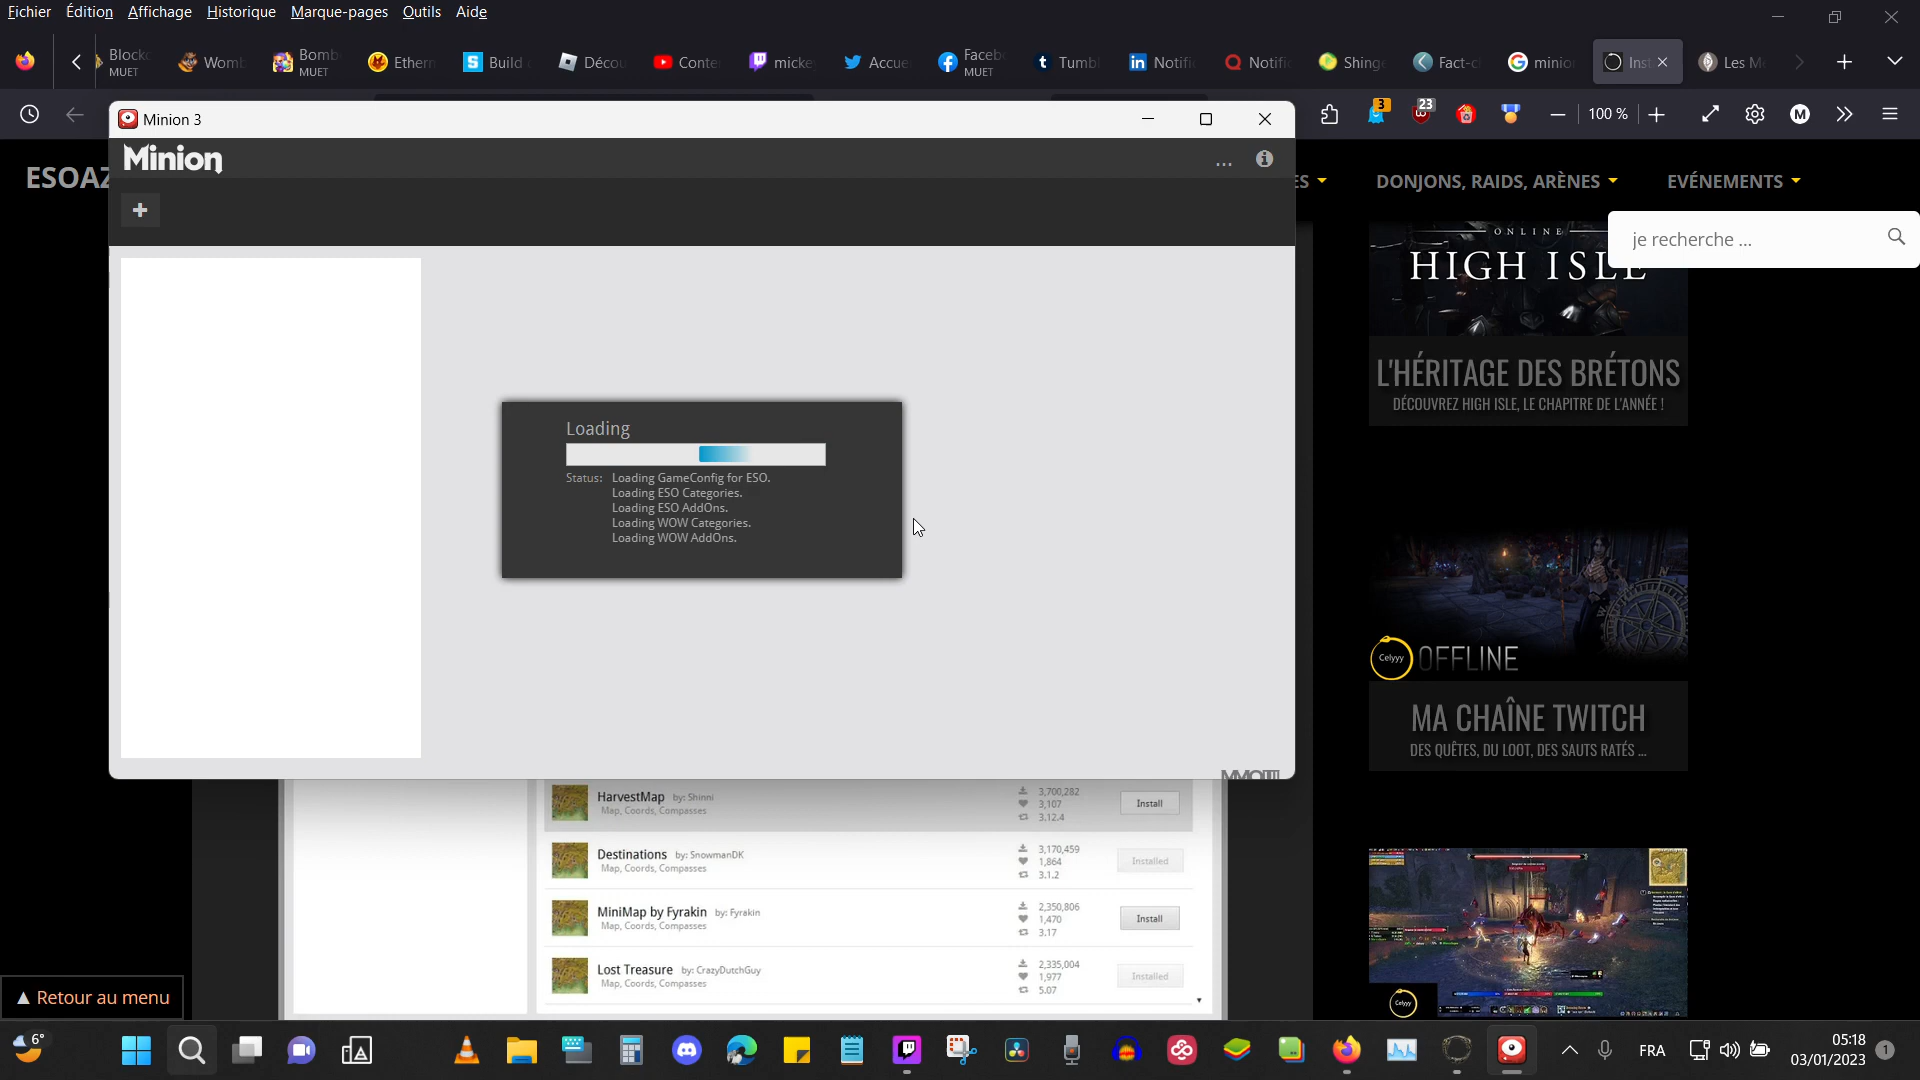 Fichier Édition Affichage Historique Marque-pages Outils Aide
Block
MUET
Womb
Bomb
MUET
Ethern
Build
Décou
Conte
micke
Accue
Faceb
MUET
Tumbl
Notific
Notific
Shing
Fact-c
minio
Inst
Les M
3
23
100 %
M
Minion 3
Minion
ESOAZ
ES
DONJONS, RAIDS, ARÈNES
EVÉNEMENTS
je recherche ...
ONLINE
HIGH ISLE
L'HÉRITAGE DES BRÉTONS
DÉCOUVREZ HIGH ISLE, LE CHAPITRE DE L'ANNÉE !
Loading
Status: Loading GameConfig for ESO.
Loading ESO Categories.
Loading ESO AddOns.
Loading WOW Categories.
Loading WOW AddOns.
Celyyy
OFFLINE
MA CHAÎNE TWITCH
DES QUÊTES, DU LOOT, DES SAUTS RATÉS ...
HarvestMap by: Shinni
Map, Coords, Compasses
3,700,282
3,107
3.12.4
Install
Destinations by: SnowmanDK
Map, Coords, Compasses
3,170,459
1,864
3.1.2
Installed
MiniMap by Fyrakin by: Fyrakin
Map, Coords, Compasses
2,350,806
1,470
3.17
Install
Lost Treasure by: CrazyDutchGuy
Map, Coords, Compasses
2,335,004
1,977
5.07
Installed
Celyyy
▲ Retour au menu
6°
FRA
05:18
03/01/2023
1